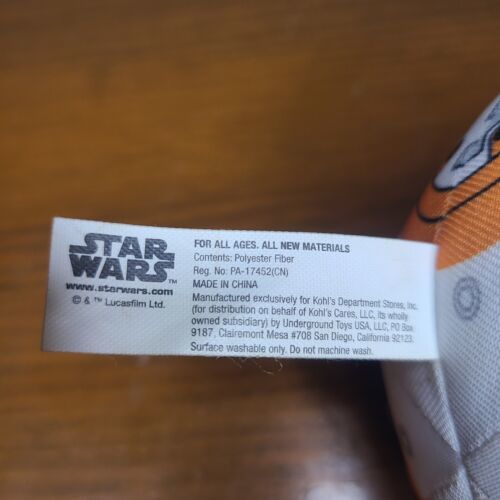 STAR
WARS
www.starwars.com
© & ™ Lucasfilm Ltd.
FOR ALL AGES. ALL NEW MATERIALS
Contents: Polyester Fiber
Reg. No: PA-17452(CN)
MADE IN CHINA
Manufactured exclusively for Kohl's Department Stores, Inc.
(for distribution on behalf of Kohl's Cares, LLC, its wholly
owned subsidiary) by Underground Toys USA, LLC, PO Box
9187, Clairemont Mesa #708 San Diego, California 92123.
Surface washable only. Do not machine wash.